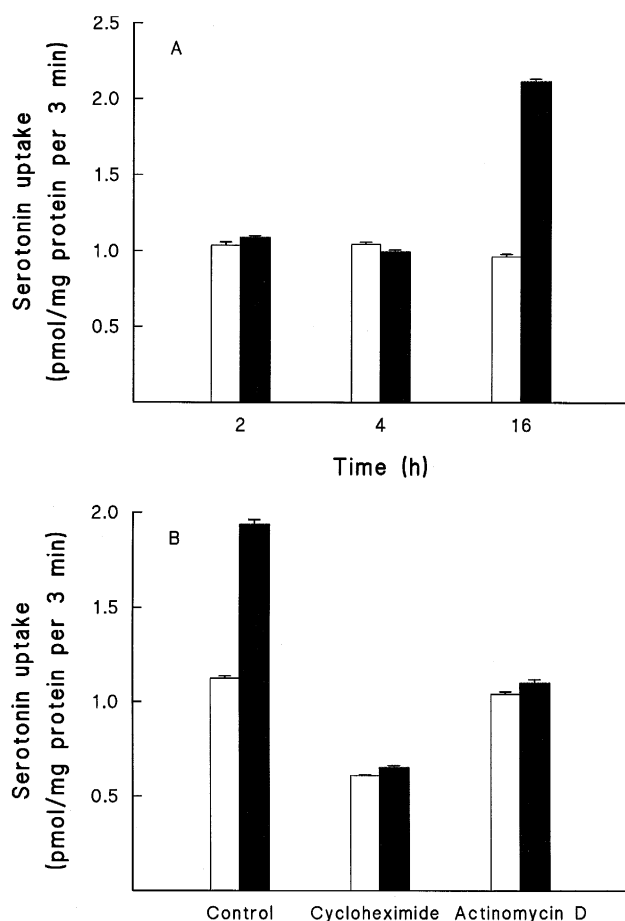 Serotonin uptake
(pmol/mg protein per 3 min)
A
2.5
2.0
1.5
1.0
0.5
2 4 16
Time (h)
Serotonin uptake
(pmol/mg protein per 3 min)
B
2.0
1.5
1.0
0.5
Control Cycloheximide Actinomycin D